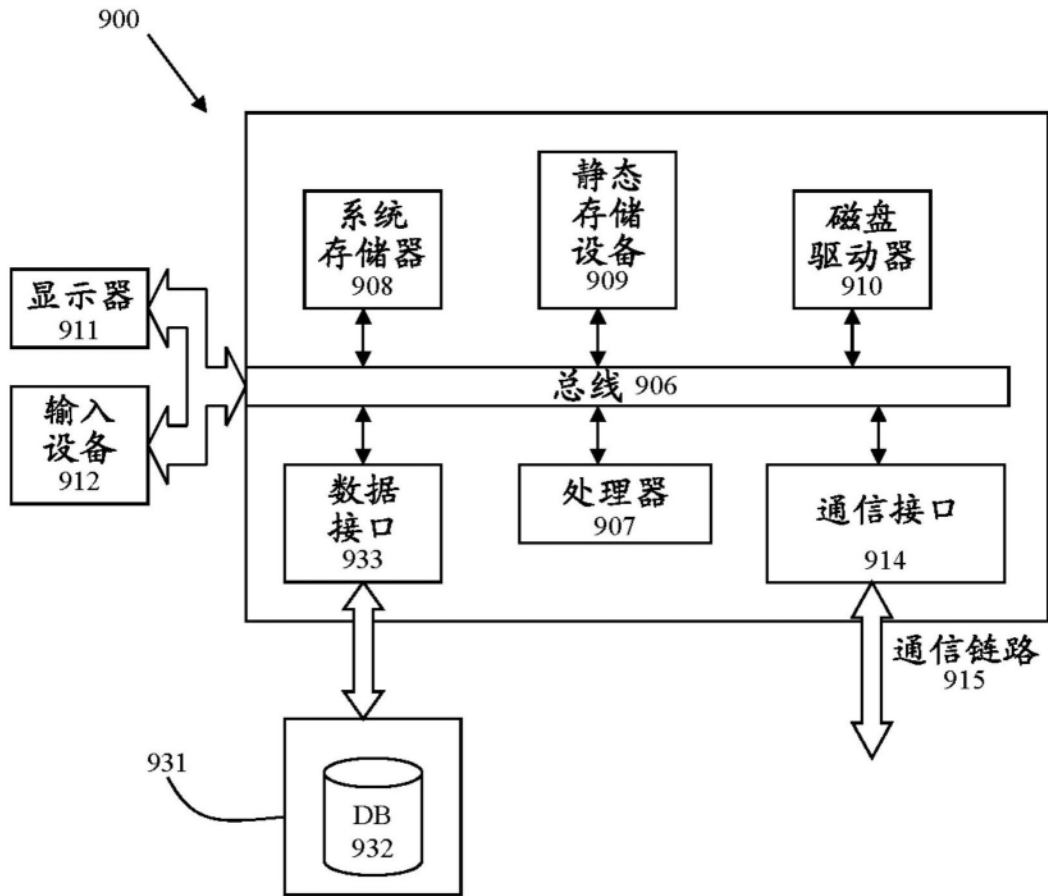 900
系统
存储器
908
静态
存储
设备
909
磁盘
驱动器
910
显示器
911
总线 906
输入
设备
912
数据
接口
933
处理器
907
通信接口
914
通信链路
915
931
DB
932